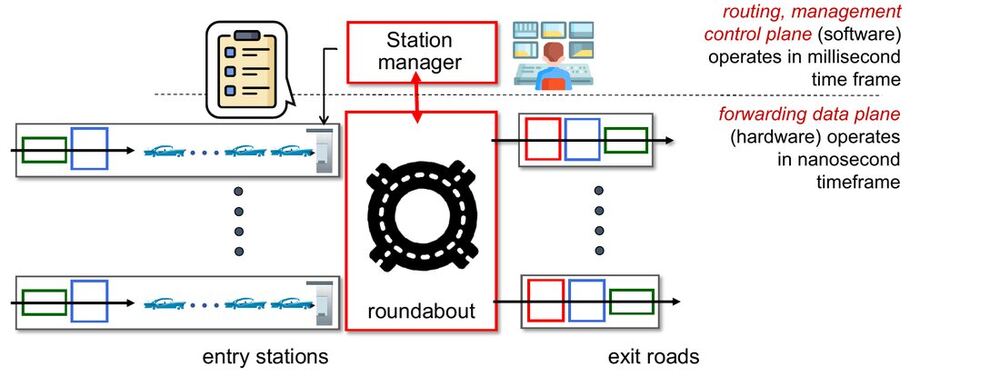 routing, management
control plane (software)
operates in millisecond
time frame
Station
manager
forwarding data plane
(hardware) operates
in nanosecond
timeframe
roundabout
entry stations
exit roads